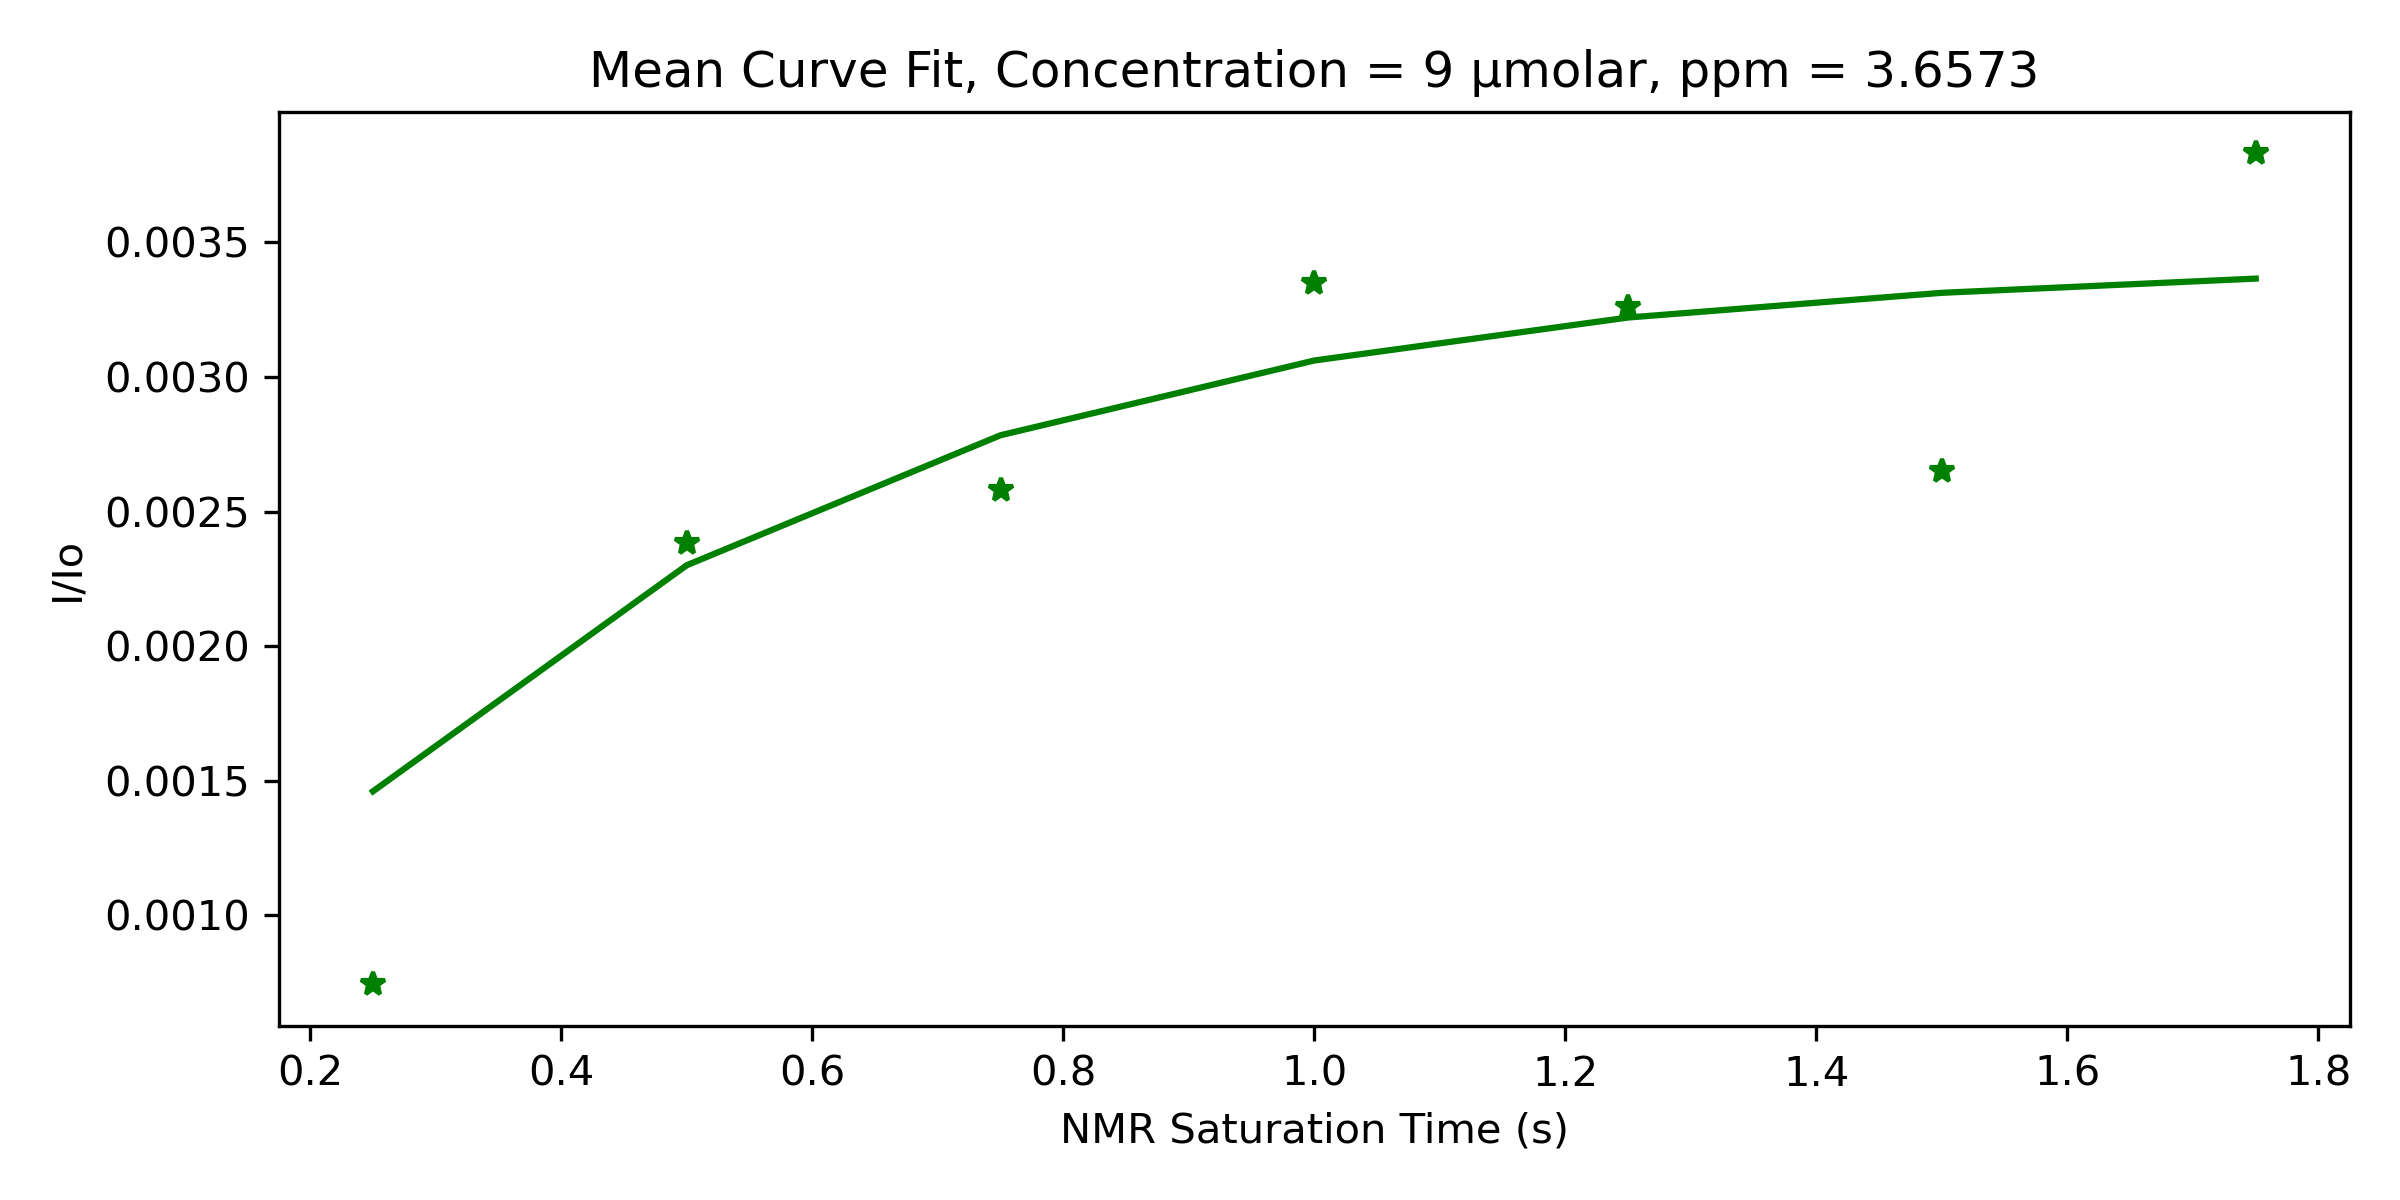 Mean Curve Fit, Concentration = 9 µmolar, ppm = 3.6573
I/Io
0.0035
0.0030
0.0025
0.0020
0.0015
0.0010
0.2 0.4 0.6 0.8 1.0 1.2 1.4 1.6 1.8
NMR Saturation Time (s)